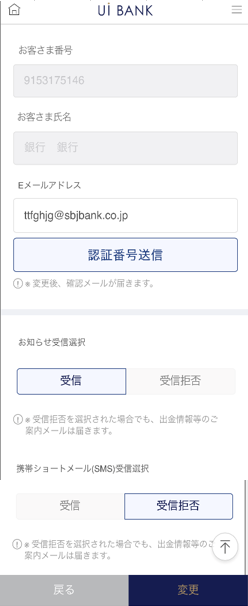 UI BANK
お客さま番号
9153175146
お客さま氏名
銀行　銀行
Eメールアドレス
ttfghjg@sbjbank.co.jp
認証番号送信
※ 変更後、確認メールが届きます。
お知らせ受信選択
受信
受信拒否
※ 受信拒否を選択された場合でも、出金情報等のご
案内メールは届きます。
携帯ショートメール(SMS)受信選択
受信
受信拒否
※ 受信拒否を選択された場合でも、出金情報等のご
案内メールは届きます。
戻る
変更